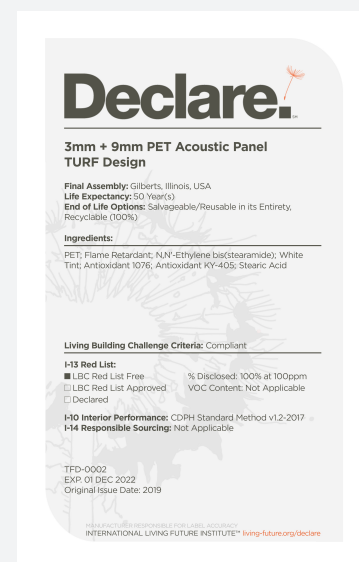 Declare.
3mm + 9mm PET Acoustic Panel
TURF Design
Final Assembly: Gilberts, Illinois, USA
Life Expectancy: 50 Year(s)
End of Life Options: Salvageable/Reusable in its Entirety,
Recyclable (100%)
Ingredients:
PET; Flame Retardant; N,N'-Ethylene bis(stearamide); White
Tint; Antioxidant 1076; Antioxidant KY-405; Stearic Acid
Living Building Challenge Criteria: Compliant
I-13 Red List:
■ LBC Red List Free % Disclosed: 100% at 100ppm
□ LBC Red List Approved VOC Content: Not Applicable
□ Declared
I-10 Interior Performance: CDPH Standard Method v1.2-2017
I-14 Responsible Sourcing: Not Applicable
TFD-0002
EXP. 01 DEC 2022
Original Issue Date: 2019
MANUFACTURER RESPONSIBLE FOR LABEL ACCURACY
INTERNATIONAL LIVING FUTURE INSTITUTE™ living-future.org/declare